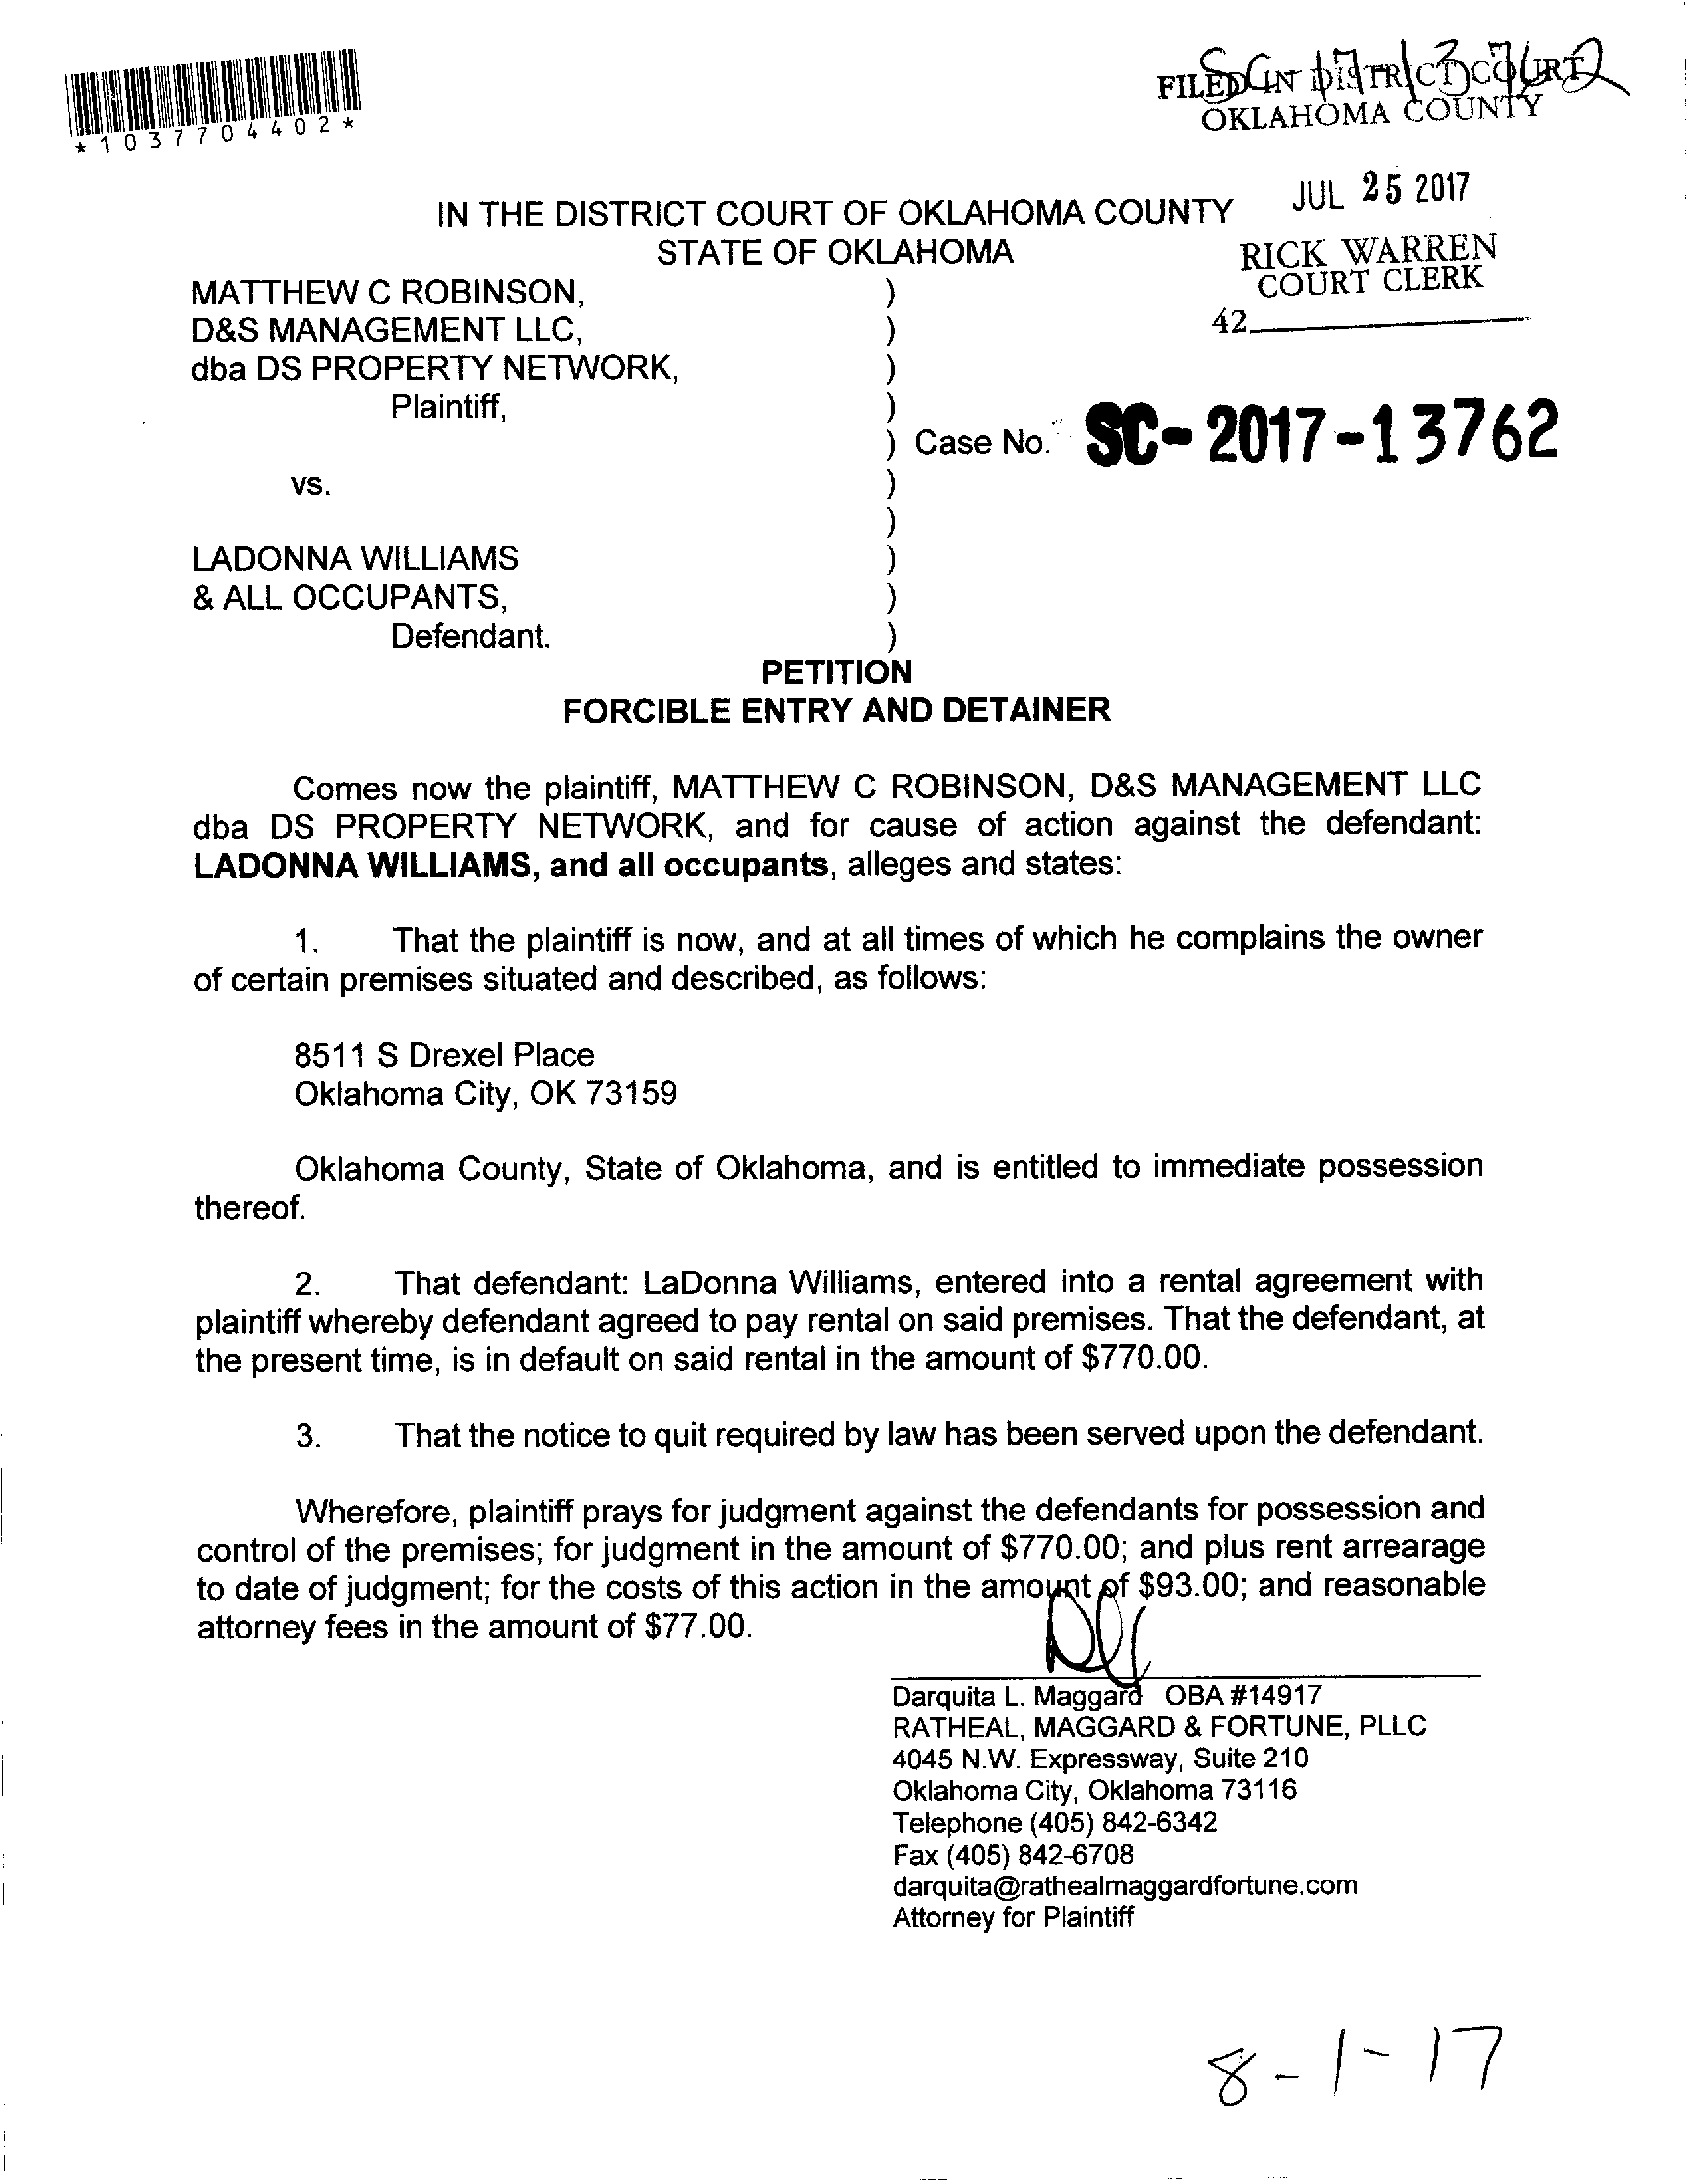 *1037704402*
SC 17 13762
FILED IN DISTRICT COURT
OKLAHOMA COUNTY
JUL 25 2017
IN THE DISTRICT COURT OF OKLAHOMA COUNTY
STATE OF OKLAHOMA
RICK WARREN
COURT CLERK
42
MATTHEW C ROBINSON, )
D&S MANAGEMENT LLC, )
dba DS PROPERTY NETWORK, )
Plaintiff, )
) Case No. SC-2017-13762
vs. )
)
LADONNA WILLIAMS )
& ALL OCCUPANTS, )
Defendant. )
PETITION
FORCIBLE ENTRY AND DETAINER
Comes now the plaintiff, MATTHEW C ROBINSON, D&S MANAGEMENT LLC
dba DS PROPERTY NETWORK, and for cause of action against the defendant:
LADONNA WILLIAMS, and all occupants, alleges and states:
1. That the plaintiff is now, and at all times of which he complains the owner
of certain premises situated and described, as follows:
8511 S Drexel Place
Oklahoma City, OK 73159
Oklahoma County, State of Oklahoma, and is entitled to immediate possession
thereof.
2. That defendant: LaDonna Williams, entered into a rental agreement with
plaintiff whereby defendant agreed to pay rental on said premises. That the defendant, at
the present time, is in default on said rental in the amount of $770.00.
3. That the notice to quit required by law has been served upon the defendant.
Wherefore, plaintiff prays for judgment against the defendants for possession and
control of the premises; for judgment in the amount of $770.00; and plus rent arrearage
to date of judgment; for the costs of this action in the amount of $93.00; and reasonable
attorney fees in the amount of $77.00.
Darquita L. Maggard OBA #14917
RATHEAL, MAGGARD & FORTUNE, PLLC
4045 N.W. Expressway, Suite 210
Oklahoma City, Oklahoma 73116
Telephone (405) 842-6342
Fax (405) 842-6708
darquita@rathealmaggardfortune.com
Attorney for Plaintiff
8-1-17